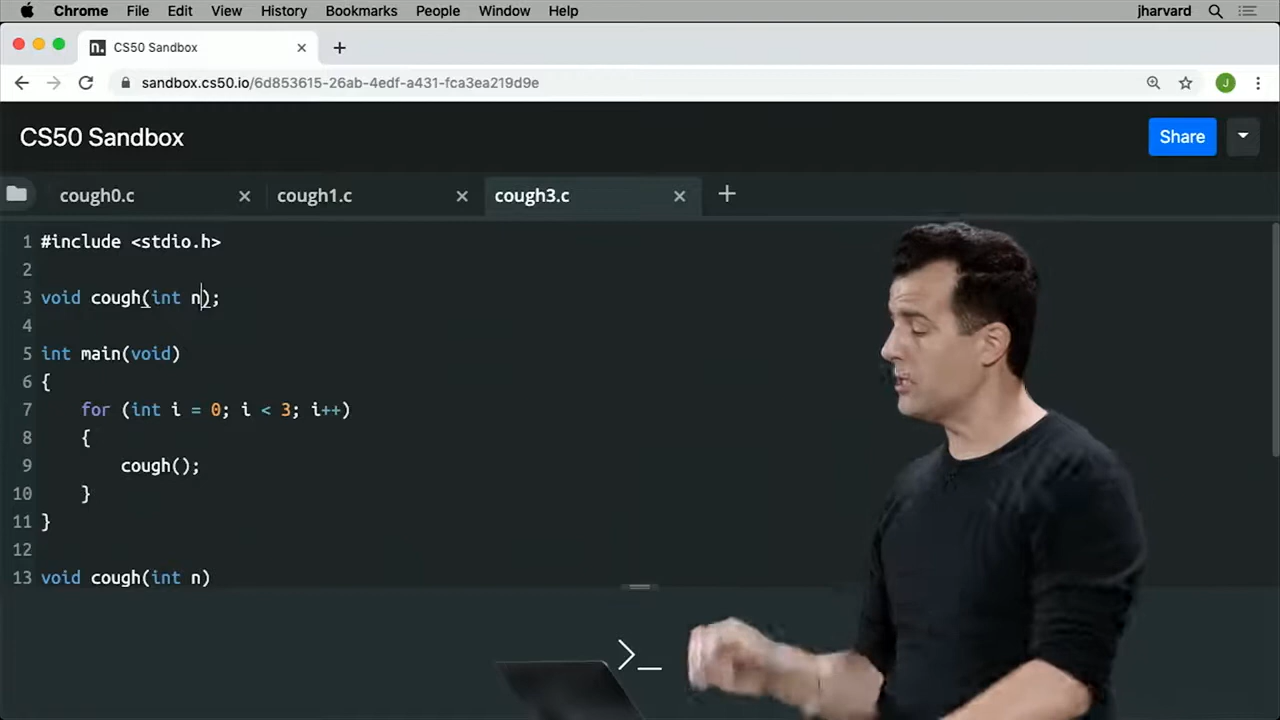 Chrome File Edit View History Bookmarks People Window Help jharvard
n. CS50 Sandbox × +
sandbox.cs50.io/6d853615-26ab-4edf-a431-fca3ea219d9e J
CS50 Sandbox Share
cough0.c × cough1.c × cough3.c × +
1 #include <stdio.h>
2
3 void cough(int n);
4
5 int main(void)
6 {
7 for (int i = 0; i < 3; i++)
8 {
9 cough();
10 }
11 }
12
13 void cough(int n)
>_